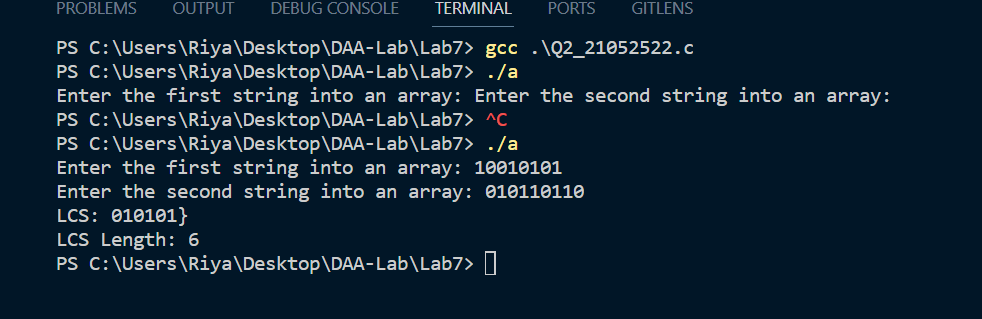 PROBLEMS OUTPUT DEBUG CONSOLE TERMINAL PORTS GITLENS
PS C:\Users\Riya\Desktop\DAA-Lab\Lab7> gcc .\Q2_21052522.c
PS C:\Users\Riya\Desktop\DAA-Lab\Lab7> ./a
Enter the first string into an array: Enter the second string into an array:
PS C:\Users\Riya\Desktop\DAA-Lab\Lab7> ^C
PS C:\Users\Riya\Desktop\DAA-Lab\Lab7> ./a
Enter the first string into an array: 10010101
Enter the second string into an array: 010110110
LCS: 010101}
LCS Length: 6
PS C:\Users\Riya\Desktop\DAA-Lab\Lab7>